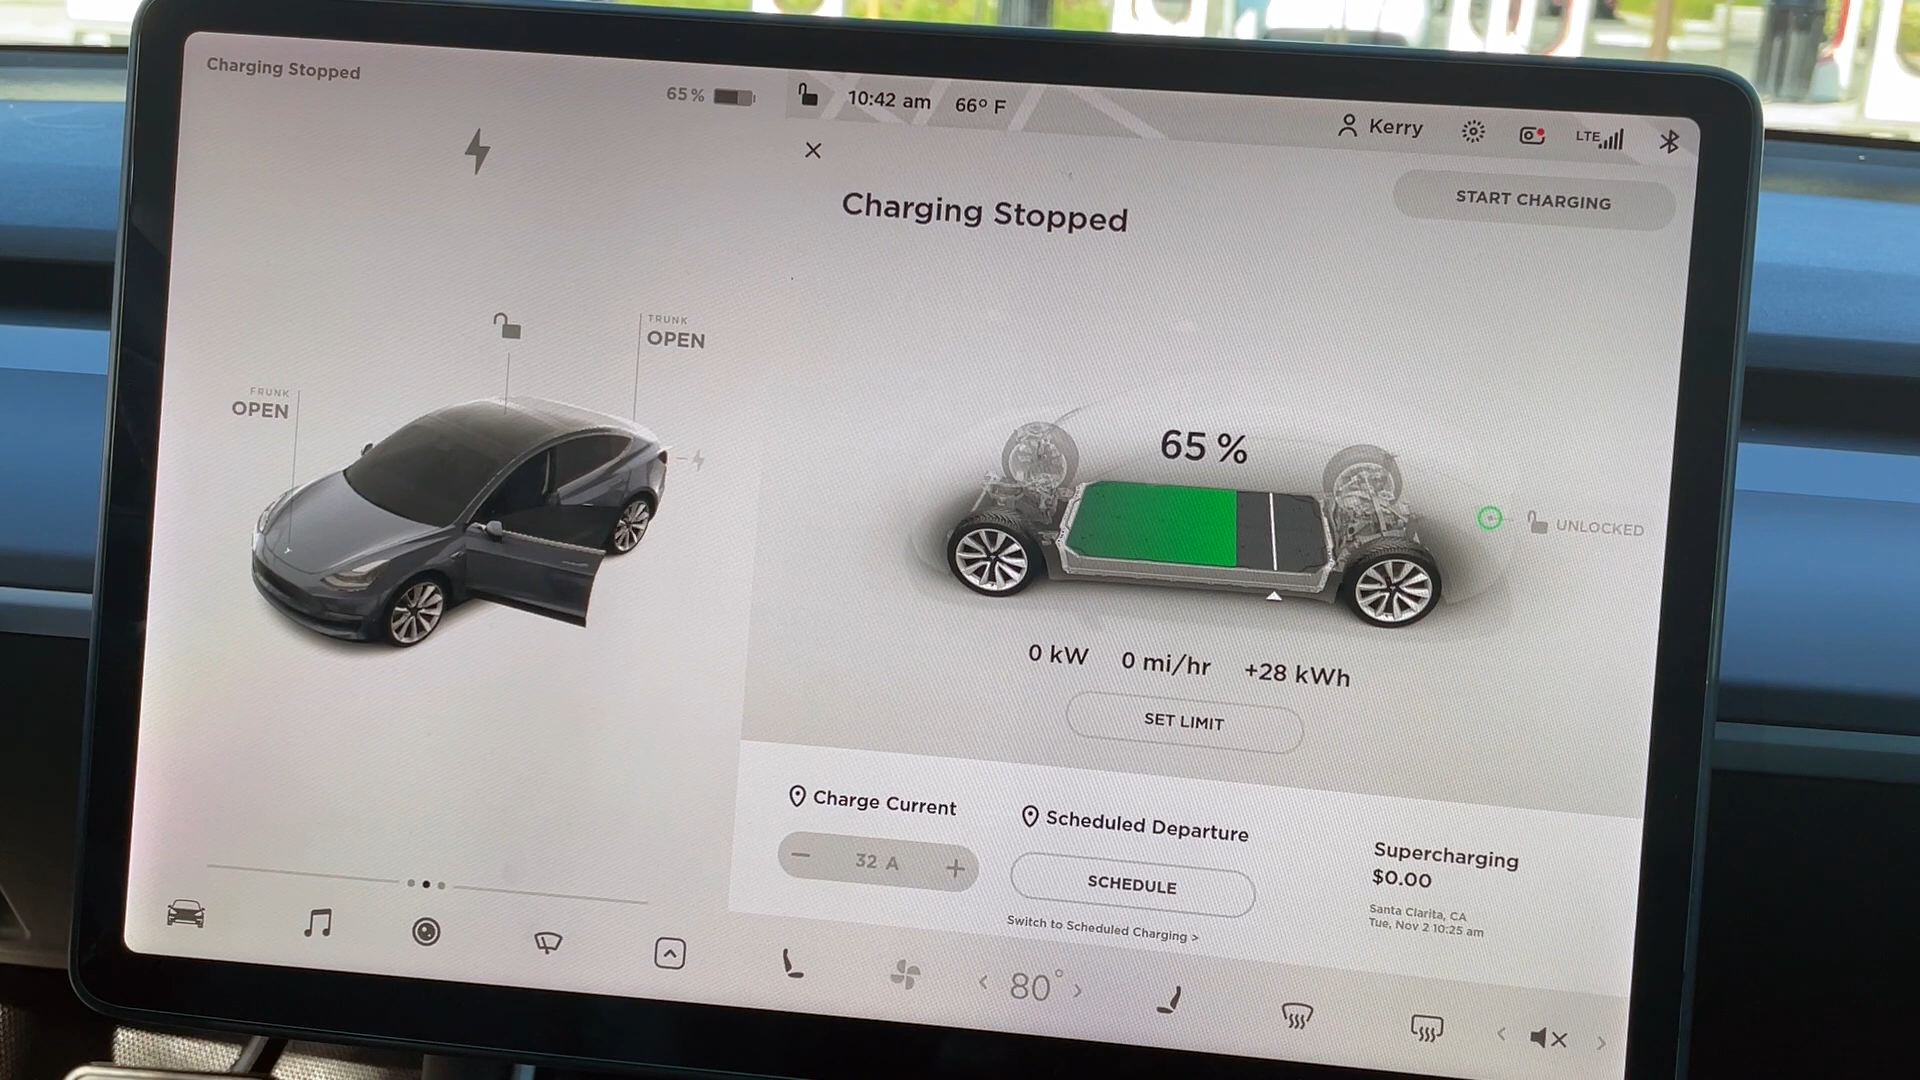 Charging Stopped
65 %
10:42 am
66° F
Kerry
LTE
Charging Stopped
START CHARGING
TRUNK
OPEN
FRUNK
OPEN
65 %
UNLOCKED
0 kW
0 mi/hr
+28 kWh
SET LIMIT
Charge Current
− 32 A +
Scheduled Departure
SCHEDULE
Switch to Scheduled Charging >
Supercharging
$0.00
Santa Clarita, CA
Tue, Nov 2 10:25 am
< 80° >